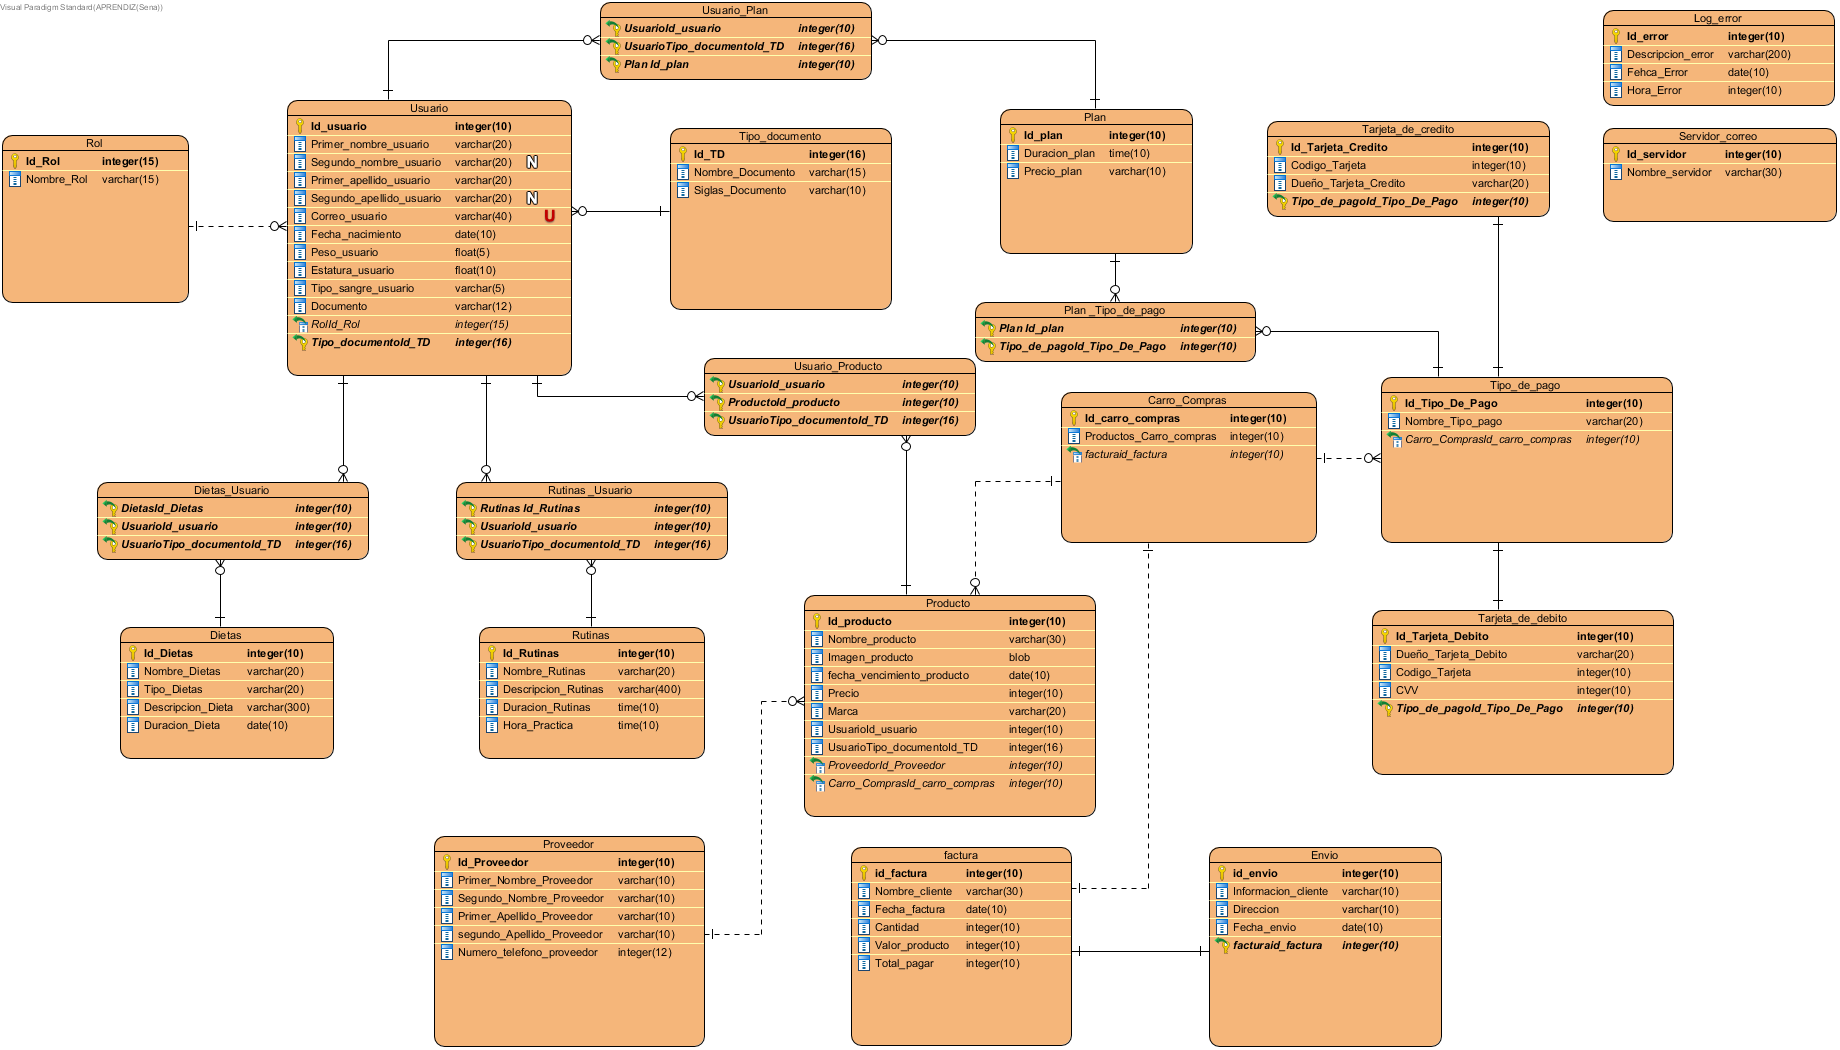 Visual Paradigm Standard(APRENDIZ(Sena))
Usuario_Plan
UsuarioId_usuario integer(10)
UsuarioTipo_documentoId_TD integer(16)
Plan Id_plan integer(10)
Log_error
Id_error integer(10)
Descripcion_error varchar(200)
Fehca_Error date(10)
Hora_Error integer(10)
Usuario
Id_usuario integer(10)
Primer_nombre_usuario varchar(20)
Segundo_nombre_usuario varchar(20) N
Primer_apellido_usuario varchar(20)
Segundo_apellido_usuario varchar(20) N
Correo_usuario varchar(40) U
Fecha_nacimiento date(10)
Peso_usuario float(5)
Estatura_usuario float(10)
Tipo_sangre_usuario varchar(5)
Documento varchar(12)
RolId_Rol integer(15)
Tipo_documentoId_TD integer(16)
Rol
Id_Rol integer(15)
Nombre_Rol varchar(15)
Tipo_documento
Id_TD integer(16)
Nombre_Documento varchar(15)
Siglas_Documento varchar(10)
Plan
Id_plan integer(10)
Duracion_plan time(10)
Precio_plan varchar(10)
Tarjeta_de_credito
Id_Tarjeta_Credito integer(10)
Codigo_Tarjeta integer(10)
Dueño_Tarjeta_Credito varchar(20)
Tipo_de_pagoId_Tipo_De_Pago integer(10)
Servidor_correo
Id_servidor integer(10)
Nombre_servidor varchar(30)
Plan _Tipo_de_pago
Plan Id_plan integer(10)
Tipo_de_pagoId_Tipo_De_Pago integer(10)
Usuario_Producto
UsuarioId_usuario integer(10)
ProductoId_producto integer(10)
UsuarioTipo_documentoId_TD integer(16)
Carro_Compras
Id_carro_compras integer(10)
Productos_Carro_compras integer(10)
facturaid_factura integer(10)
Tipo_de_pago
Id_Tipo_De_Pago integer(10)
Nombre_Tipo_pago varchar(20)
Carro_ComprasId_carro_compras integer(10)
Dietas_Usuario
DietasId_Dietas integer(10)
UsuarioId_usuario integer(10)
UsuarioTipo_documentoId_TD integer(16)
Rutinas _Usuario
Rutinas Id_Rutinas integer(10)
UsuarioId_usuario integer(10)
UsuarioTipo_documentoId_TD integer(16)
Dietas
Id_Dietas integer(10)
Nombre_Dietas varchar(20)
Tipo_Dietas varchar(20)
Descripcion_Dieta varchar(300)
Duracion_Dieta date(10)
Rutinas
Id_Rutinas integer(10)
Nombre_Rutinas varchar(20)
Descripcion_Rutinas varchar(400)
Duracion_Rutinas time(10)
Hora_Practica time(10)
Producto
Id_producto integer(10)
Nombre_producto varchar(30)
Imagen_producto blob
fecha_vencimiento_producto date(10)
Precio integer(10)
Marca varchar(20)
UsuarioId_usuario integer(10)
UsuarioTipo_documentoId_TD integer(16)
ProveedorId_Proveedor integer(10)
Carro_ComprasId_carro_compras integer(10)
Tarjeta_de_debito
Id_Tarjeta_Debito integer(10)
Dueño_Tarjeta_Debito varchar(20)
Codigo_Tarjeta integer(10)
CVV integer(10)
Tipo_de_pagoId_Tipo_De_Pago integer(10)
Proveedor
Id_Proveedor integer(10)
Primer_Nombre_Proveedor varchar(10)
Segundo_Nombre_Proveedor varchar(10)
Primer_Apellido_Proveedor varchar(10)
segundo_Apellido_Proveedor varchar(10)
Numero_telefono_proveedor integer(12)
factura
id_factura integer(10)
Nombre_cliente varchar(30)
Fecha_factura date(10)
Cantidad integer(10)
Valor_producto integer(10)
Total_pagar integer(10)
Envio
id_envio integer(10)
Informacion_cliente varchar(10)
Direccion varchar(10)
Fecha_envio date(10)
facturaid_factura integer(10)